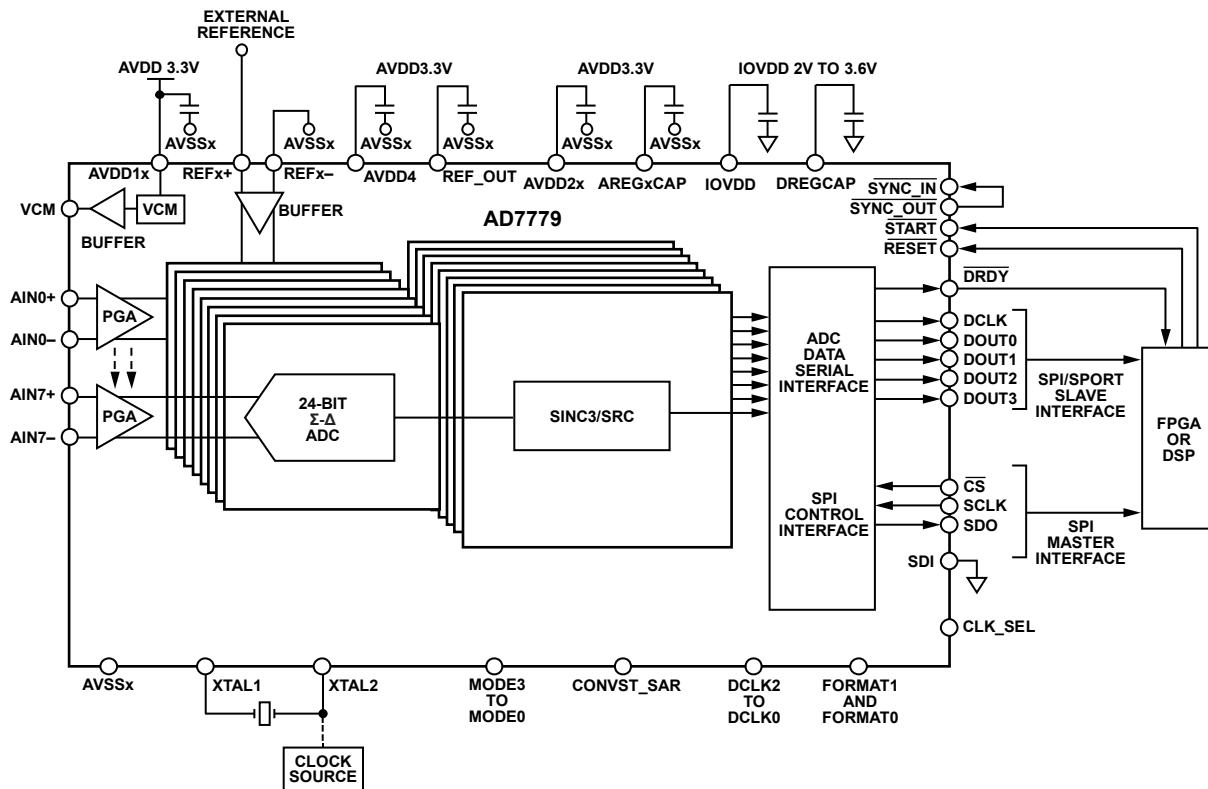 EXTERNAL
REFERENCE
AVDD 3.3V
AVDD3.3V
AVDD3.3V
IOVDD 2V TO 3.6V
AVSSx
AVSSx
AVSSx
AVSSx
AVSSx
AVSSx
AVDD1x
REFx+
REFx–
AVDD4
REF_OUT
AVDD2x
AREGxCAP
IOVDD
DREGCAP
VCM
VCM
BUFFER
BUFFER
AD7779
SYNC_IN
SYNC_OUT
START
RESET
DRDY
AIN0+
AIN0–
PGA
AIN7+
AIN7–
PGA
24-BIT
Σ-Δ
ADC
SINC3/SRC
ADC
DATA
SERIAL
INTERFACE
SPI
CONTROL
INTERFACE
DCLK
DOUT0
DOUT1
DOUT2
DOUT3
SPI/SPORT
SLAVE
INTERFACE
FPGA
OR
DSP
CS
SCLK
SDO
SPI
MASTER
INTERFACE
SDI
CLK_SEL
AVSSx
XTAL1
XTAL2
MODE3
TO
MODE0
CONVST_SAR
DCLK2
TO
DCLK0
FORMAT1
AND
FORMAT0
CLOCK
SOURCE